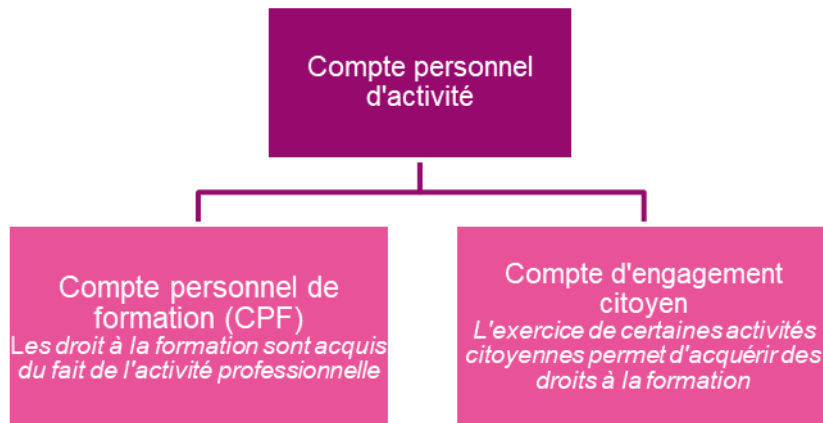 Compte personnel
d'activité
Compte personnel de
formation (CPF)
Les droit à la formation sont acquis
du fait de l'activité professionnelle
Compte d'engagement
citoyen
L'exercice de certaines activités
citoyennes permet d'acquérir des
droits à la formation